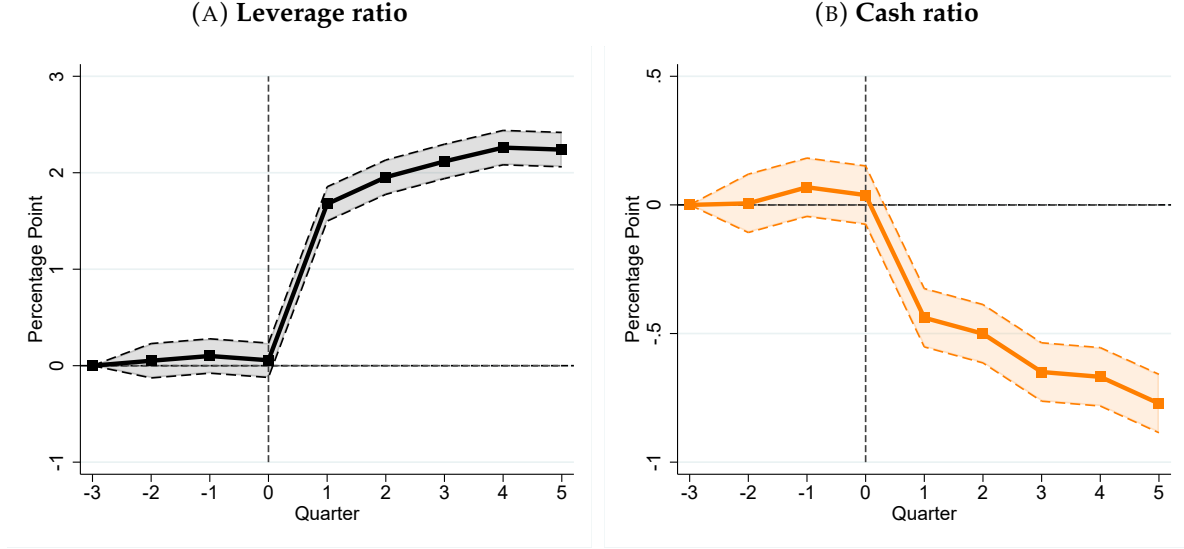 (A) Leverage ratio
3
2
1
0
-1
Percentage Point
-3 -2 -1 0 1 2 3 4 5
Quarter
(B) Cash ratio
.5
0
-.5
-1
Percentage Point
-3 -2 -1 0 1 2 3 4 5
Quarter